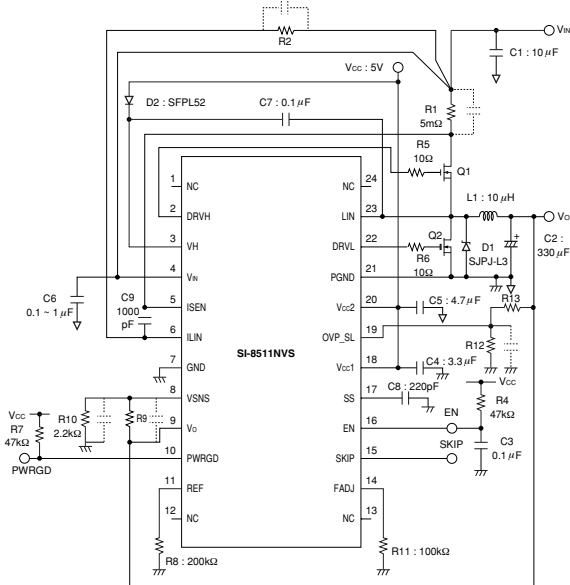 R2
VIN
C1 : 10 μF
VCC : 5V
D2 : SFPL52
C7 : 0.1 μF
R1
5mΩ
R5
10Ω
Q1
L1 : 10 μH
1
NC
NC
24
2
DRVH
LIN
23
VO
3
VH
DRVL
22
Q2
R6
10Ω
D1
SJPJ-L3
+
C2 :
330 μF
4
VIN
PGND
21
C6
0.1 ~ 1 μF
C9
1000
pF
5
ISEN
VCC2
20
C5 : 4.7 μF
R13
6
ILIN
OVP_SL
19
R12
SI-8511NVS
7
GND
VCC1
18
C4 : 3.3 μF
8
VSNS
SS
17
C8 : 220pF
VCC
R4
47kΩ
VCC
R7
47kΩ
R10
2.2kΩ
R9
9
VO
EN
16
EN
C3
0.1 μF
PWRGD
10
PWRGD
SKIP
15
SKIP
11
REF
FADJ
14
12
NC
NC
13
R8 : 200kΩ
R11 : 100kΩ